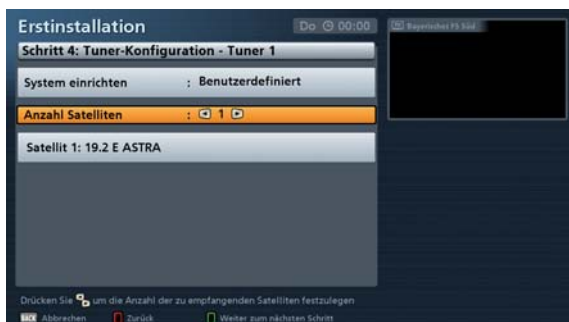 Erstinstallation
Do 00:00
Bayerisches FS Süd
Schritt 4: Tuner-Konfiguration - Tuner 1
System einrichten : Benutzerdefiniert
Anzahl Satelliten : 1
Satellit 1: 19.2 E ASTRA
Drücken Sie um die Anzahl der zu empfangenden Satelliten festzulegen
BACK Abbrechen Zurück Weiter zum nächsten Schritt